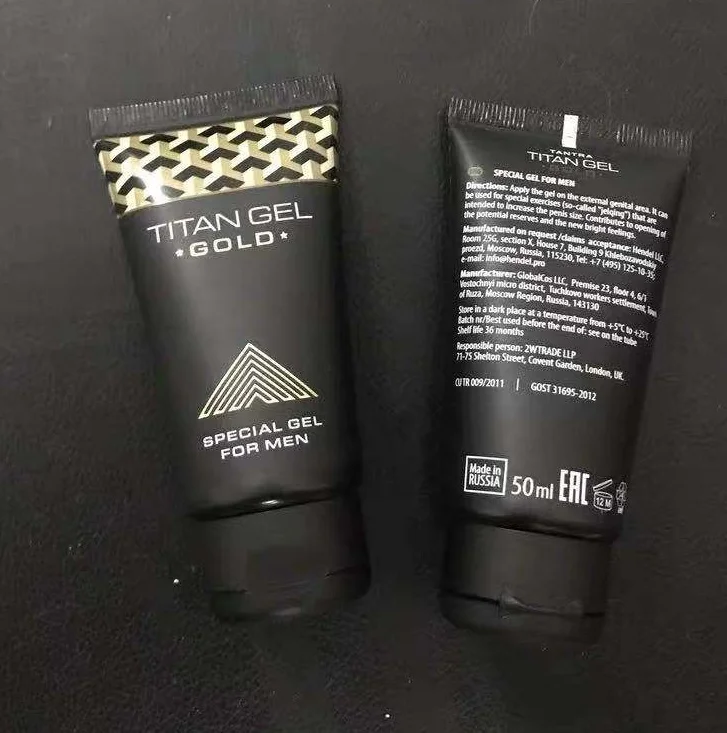 TITAN GEL
GOLD
SPECIAL GEL
FOR MEN
TANTRA
TITAN GEL
GOLD
SPECIAL GEL FOR MEN
Directions: Apply the gel on the external genital area. It can
be used for special exercises (so-called "jelqing") that are
intended to increase the penis size. Contributes to opening of
the potential reserves and the new bright feelings.
Manufactured on request /claims acceptance: Hendel LLC,
Room 25G, section X, House 7, Building 9 Khlebozavodskiy
proezd, Moscow, Russia, 115230, Tel: +7 (495) 125-10-35
e-mail: info@hendel.pro
Manufacturer: GlobalCos LLC, Premise 23, floor 4, 6/1
Vostochnyi micro district, Tuchkovo workers settlement, Town
of Ruza, Moscow Region, Russia, 143130
Store in a dark place at a temperature from +5°C to +25°C
Batch nr/Best used before the end of: see on the tube
Shelf life 36 months
Responsible person: 2WTRADE LLP
71-75 Shelton Street, Covent Garden, London, UK.
CU TR 009/2011 | GOST 31695-2012
Made in
RUSSIA
50 ml
EAC
12 M